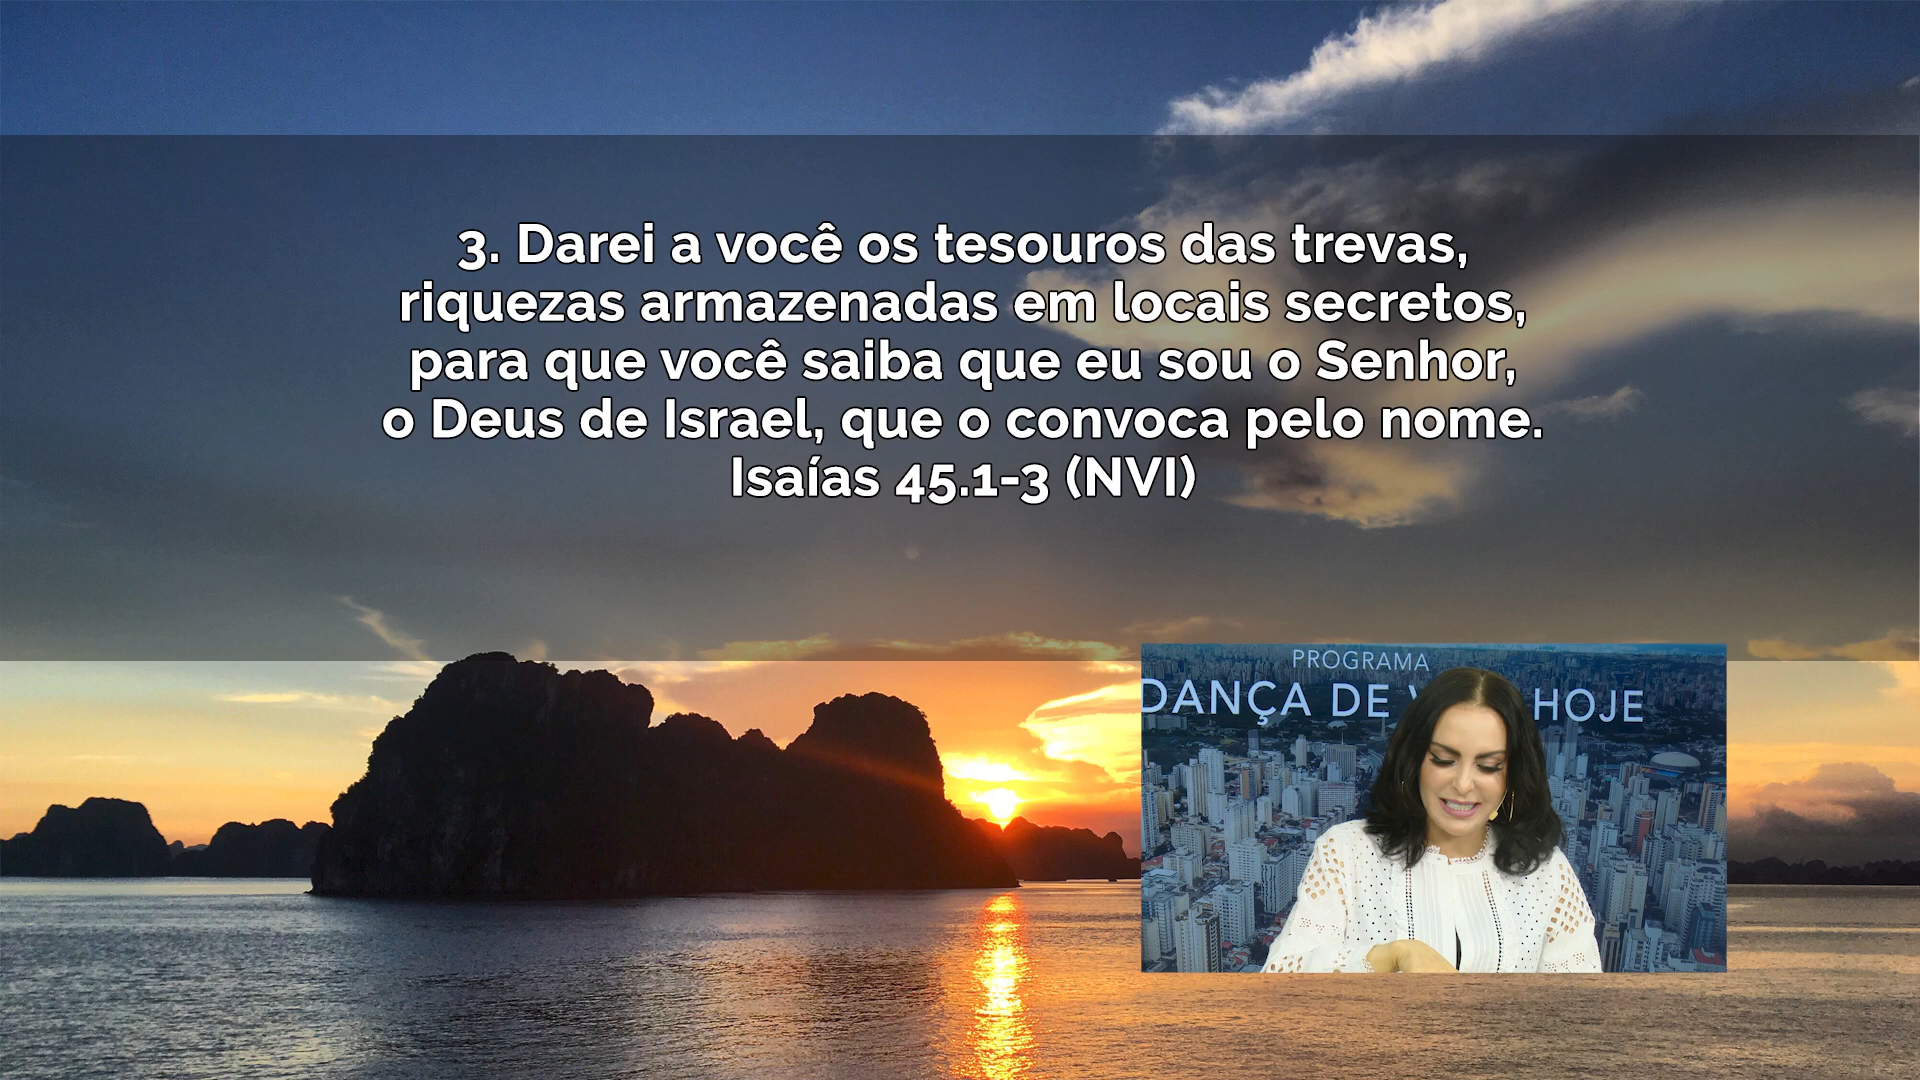 3. Darei a você os tesouros das trevas,
riquezas armazenadas em locais secretos,
para que você saiba que eu sou o Senhor,
o Deus de Israel, que o convoca pelo nome.
Isaías 45.1-3 (NVI)
PROGRAMA
DANÇA DE HOJE